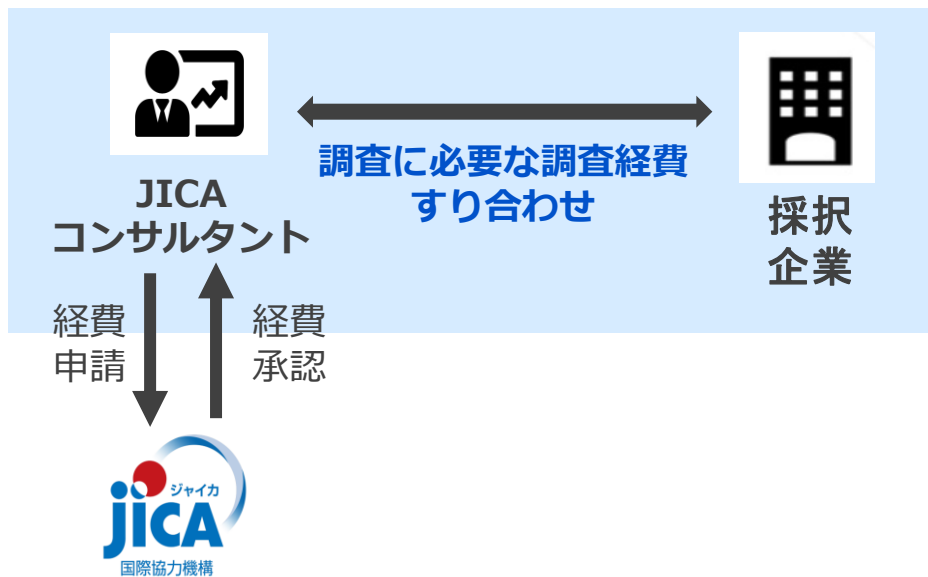 調査に必要な調査経費
すり合わせ
JICA
コンサルタント
採択
企業
経費
申請
経費
承認
ジャイカ
jICA
国際協力機構